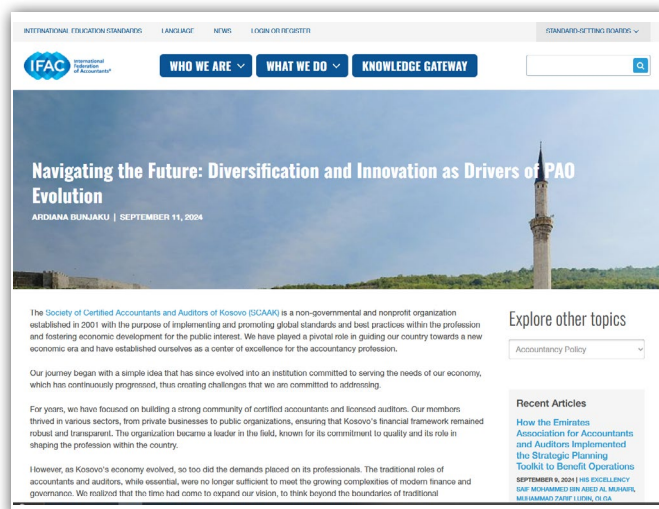 INTERNATIONAL EDUCATION STANDARDS LANGUAGE NEWS LOGIN OR REGISTER STANDARD-SETTING BOARDS
IFAC International Federation of Accountants®
WHO WE ARE WHAT WE DO KNOWLEDGE GATEWAY
Navigating the Future: Diversification and Innovation as Drivers of PAO
Evolution
ARDIANA BUNJAKU | SEPTEMBER 11, 2024
The Society of Certified Accountants and Auditors of Kosovo (SCAAK) is a non-governmental and nonprofit organization
established in 2001 with the purpose of implementing and promoting global standards and best practices within the profession
and fostering economic development for the public interest. We have played a pivotal role in guiding our country towards a new
economic era and have established ourselves as a center of excellence for the accountancy profession.
Our journey began with a simple idea that has since evolved into an institution committed to serving the needs of our economy,
which has continuously progressed, thus creating challenges that we are committed to addressing.
For years, we have focused on building a strong community of certified accountants and licensed auditors. Our members
thrived in various sectors, from private businesses to public organizations, ensuring that Kosovo's financial framework remained
robust and transparent. The organization became a leader in the field, known for its commitment to quality and its role in
shaping the profession within the country.
However, as Kosovo's economy evolved, so too did the demands placed on its professionals. The traditional roles of
accountants and auditors, while essential, were no longer sufficient to meet the growing complexities of modern finance and
governance. We realized that the time had come to expand our vision, to think beyond the boundaries of traditional
Explore other topics
Accountancy Policy
Recent Articles
How the Emirates
Association for Accountants
and Auditors Implemented
the Strategic Planning
Toolkit to Benefit Operations
SEPTEMBER 9, 2024 | HIS EXCELLENCY
SAIF MOHAMMED BIN ABED AL MUHAIRI,
MUHAMMAD ZARIF LUDIN, OLGA